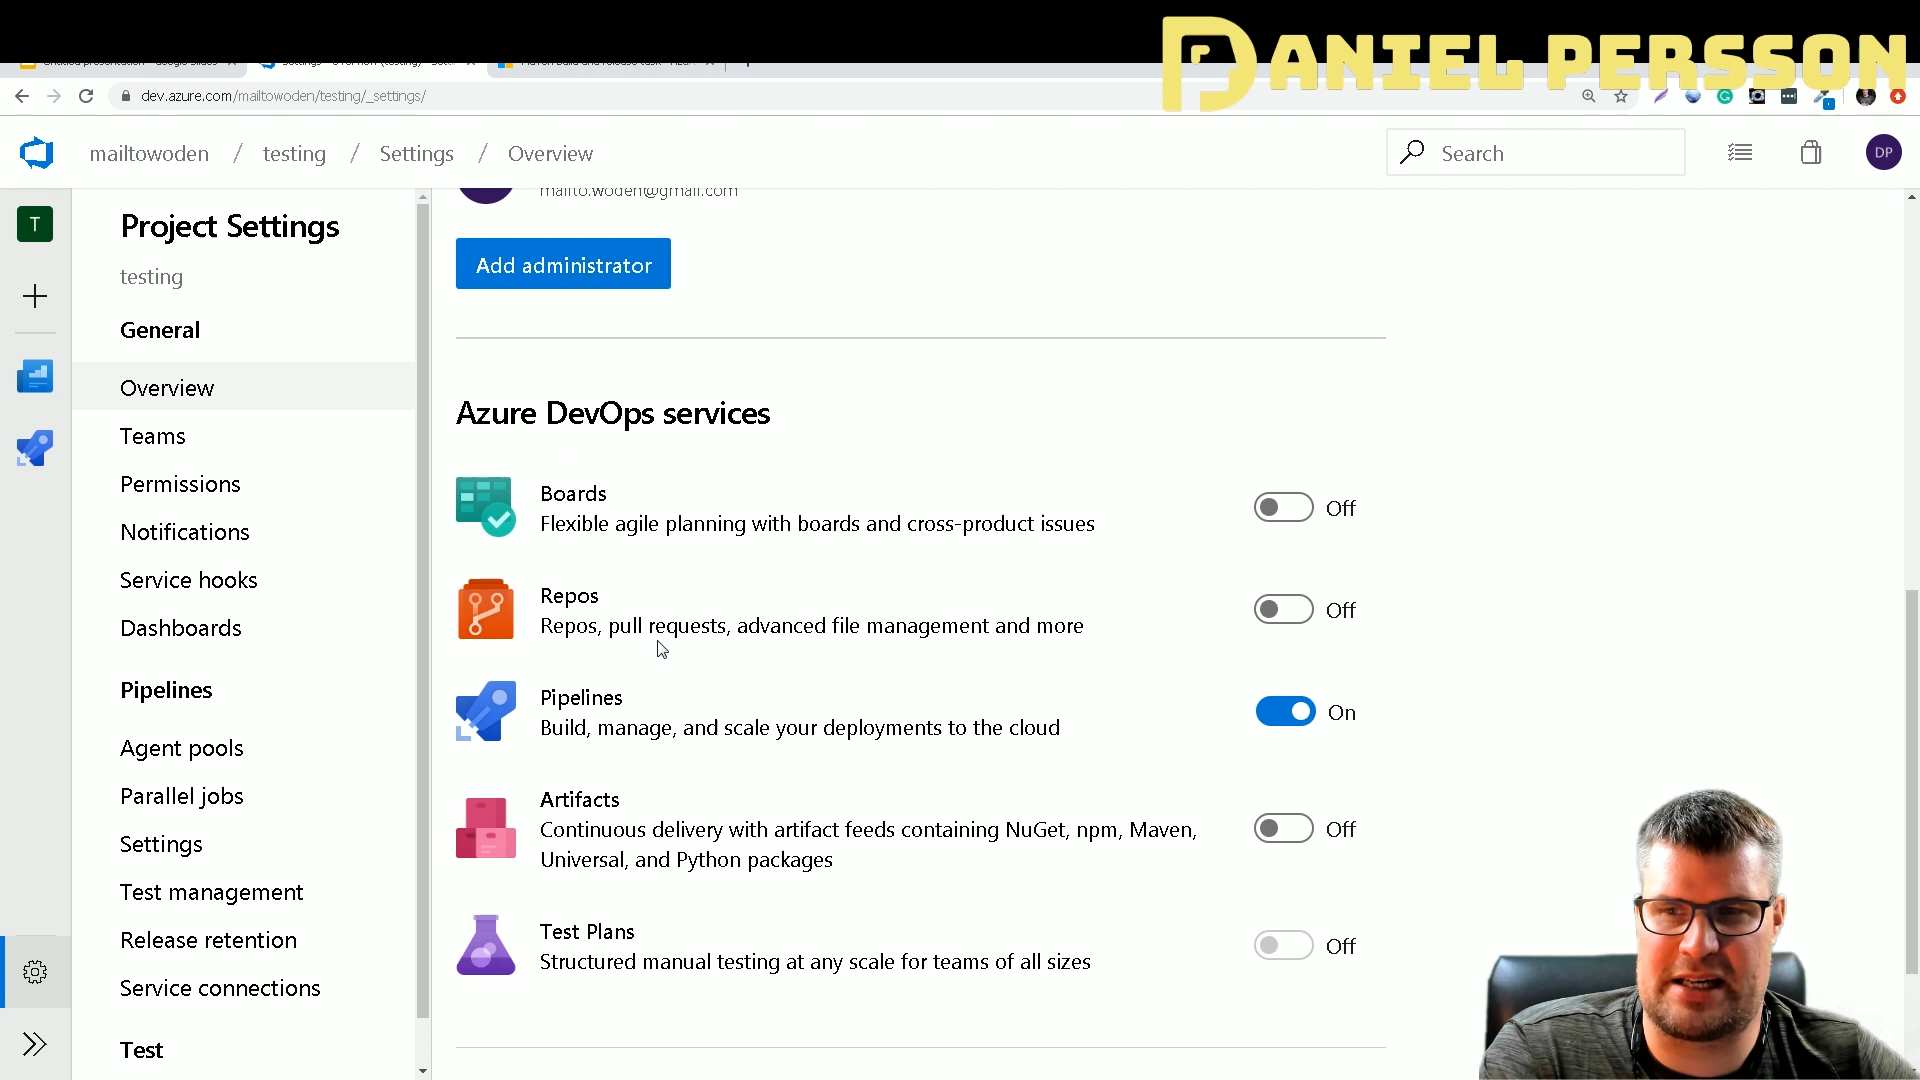 DANIEL PERSSON
dev.azure.com/mailtowoden/testing/_settings/
mailtowoden / testing / Settings / Overview
Search
DP
T
Project Settings
testing
General
Overview
Teams
Permissions
Notifications
Service hooks
Dashboards
Pipelines
Agent pools
Parallel jobs
Settings
Test management
Release retention
Service connections
Test
mailto.woden@gmail.com
Add administrator
Azure DevOps services
Boards
Flexible agile planning with boards and cross-product issues
Off
Repos
Repos, pull requests, advanced file management and more
Off
Pipelines
Build, manage, and scale your deployments to the cloud
On
Artifacts
Continuous delivery with artifact feeds containing NuGet, npm, Maven,
Universal, and Python packages
Off
Test Plans
Structured manual testing at any scale for teams of all sizes
Off